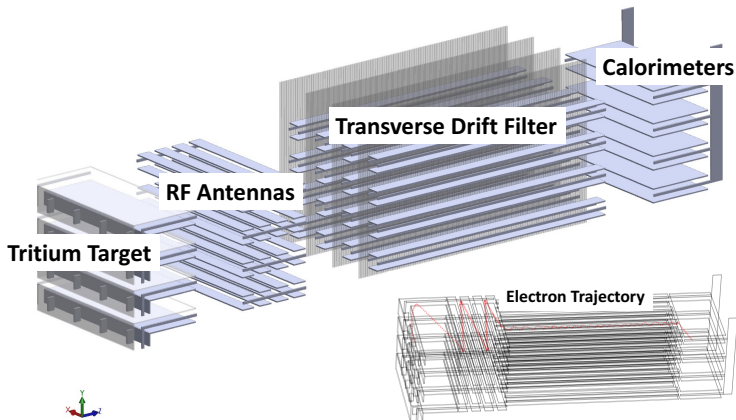 Calorimeters
Transverse Drift Filter
RF Antennas
Tritium Target
Electron Trajectory
Y
X
Z